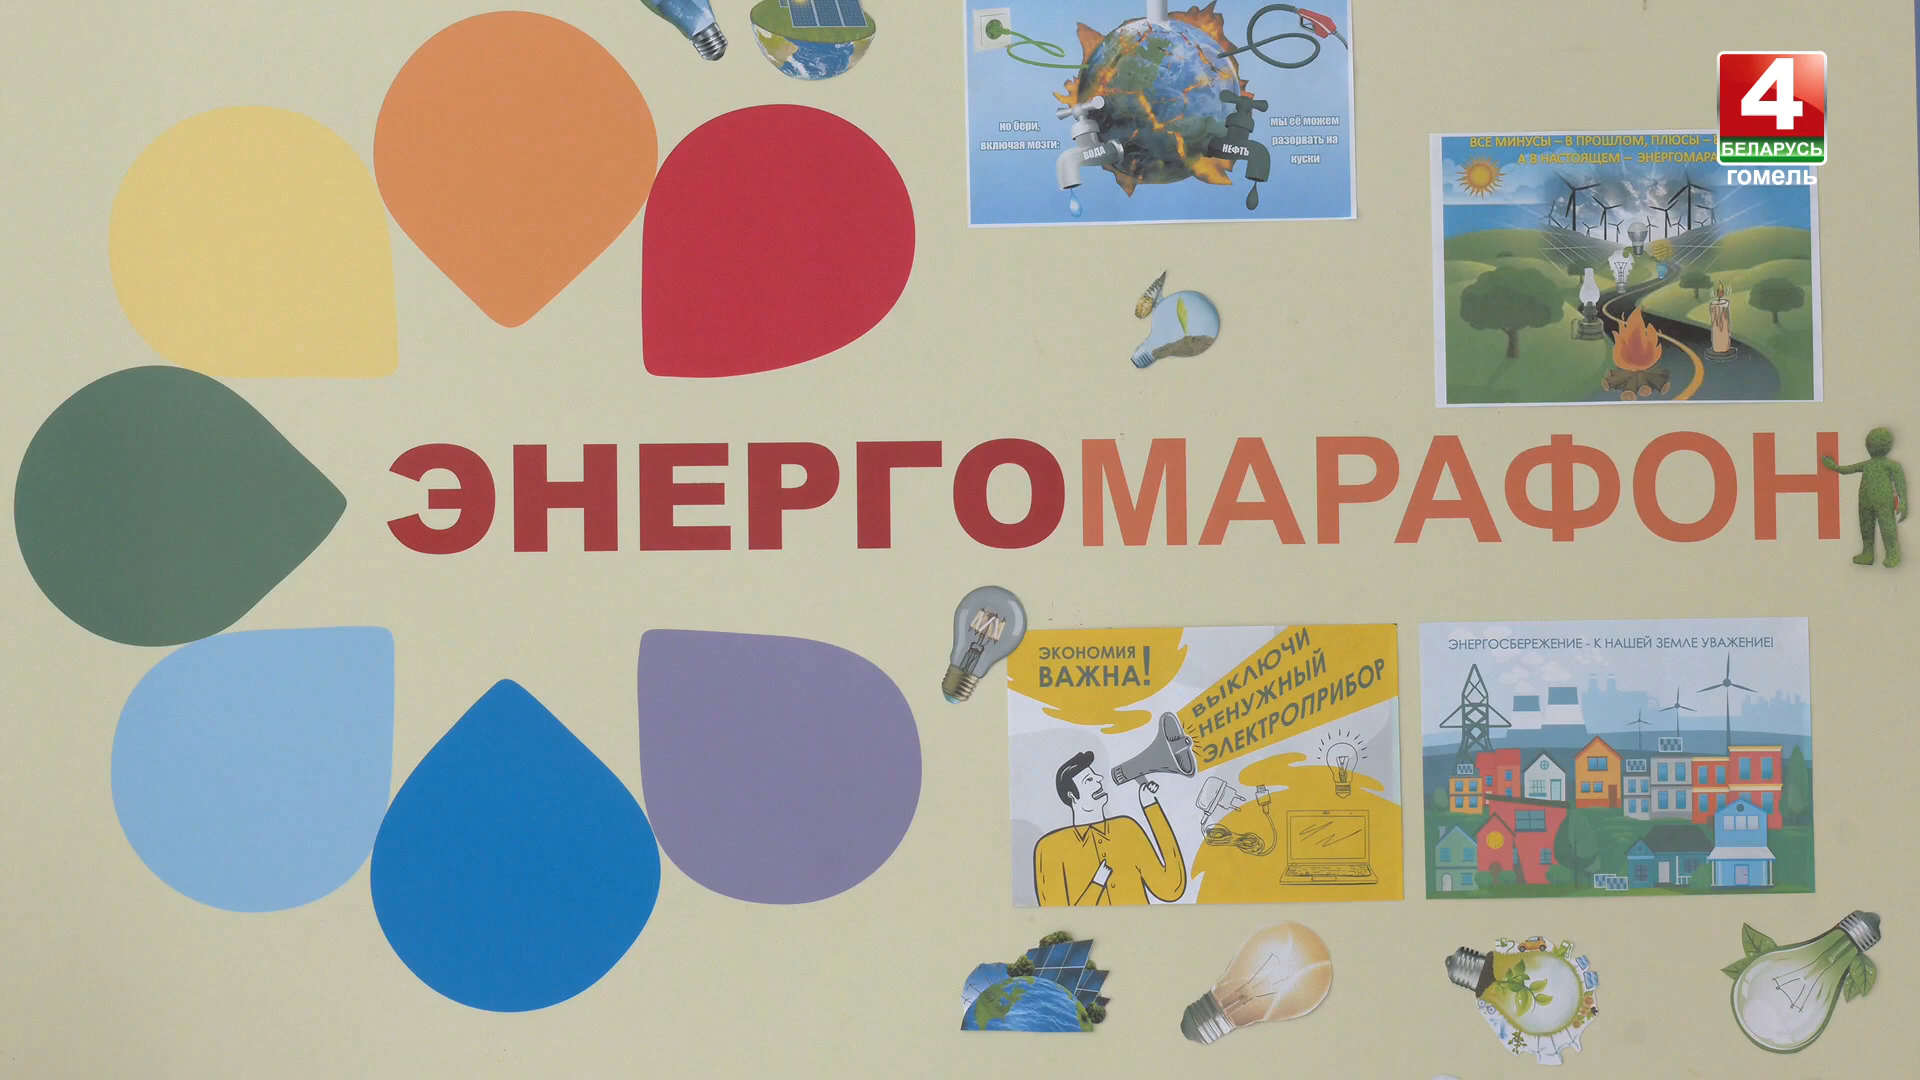 но бери,
включая мозги:
ВОДА
НЕФТЬ
мы её можем
разорвать на
куски
4
БЕЛАРУСЬ
гомель
ВСЕ МИНУСЫ – В ПРОШЛОМ, ПЛЮСЫ –
А В НАСТОЯЩЕМ –
ЭНЕРГОМАРАФОН
ЭКОНОМИЯ
ВАЖНА!
ВЫКЛЮЧИ
НЕНУЖНЫЙ
ЭЛЕКТРОПРИБОР
ЭНЕРГОСБЕРЕЖЕНИЕ - К НАШЕЙ ЗЕМЛЕ УВАЖЕНИЕ!